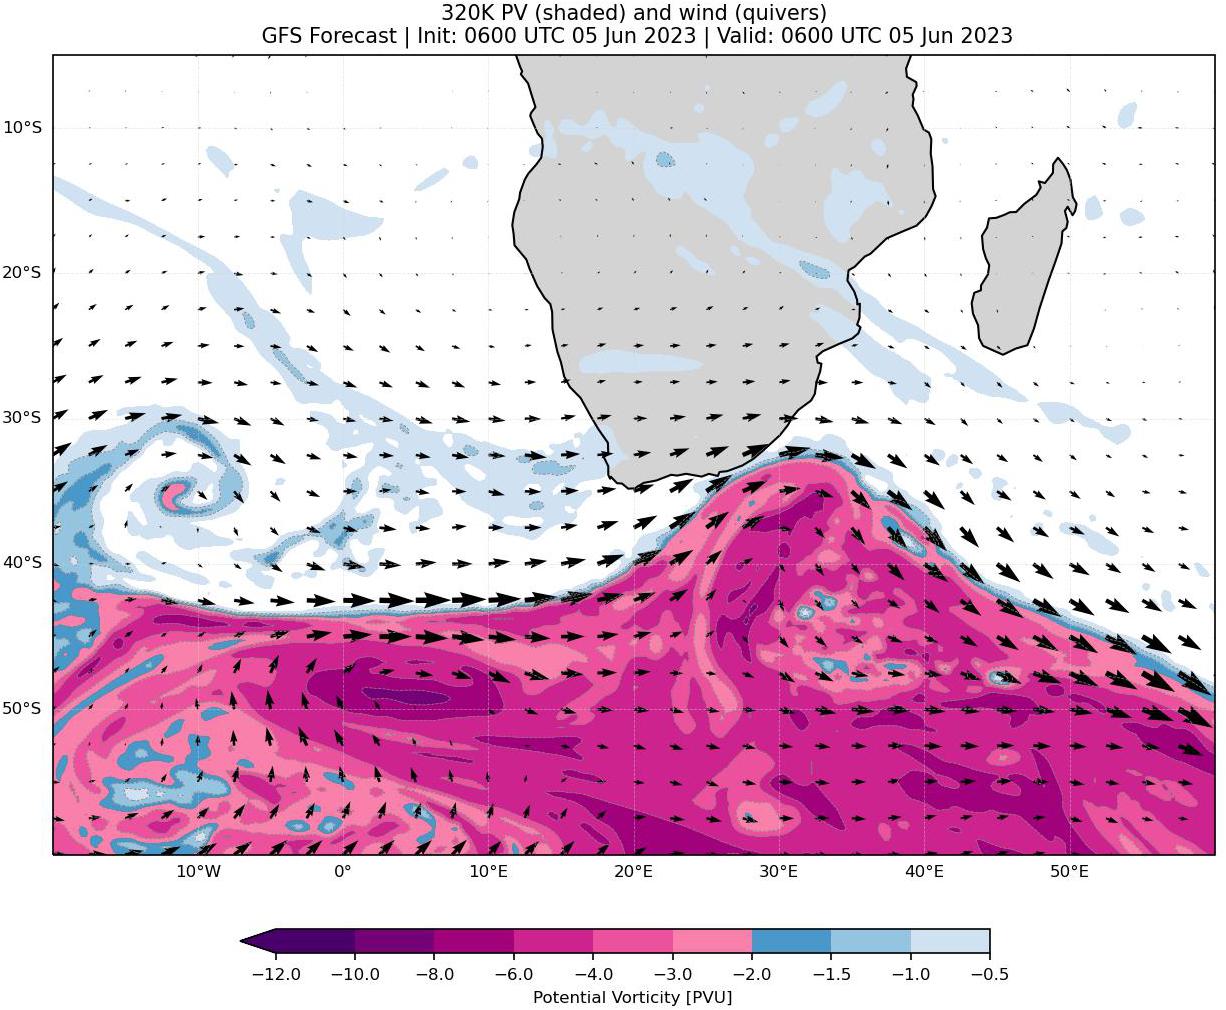 320K PV (shaded) and wind (quivers)
GFS Forecast | Init: 0600 UTC 05 Jun 2023 | Valid: 0600 UTC 05 Jun 2023
10°S
20°S
30°S
40°S
50°S
10°W 0° 10°E 20°E 30°E 40°E 50°E
−12.0 −10.0 −8.0 −6.0 −4.0 −3.0 −2.0 −1.5 −1.0 −0.5
Potential Vorticity [PVU]